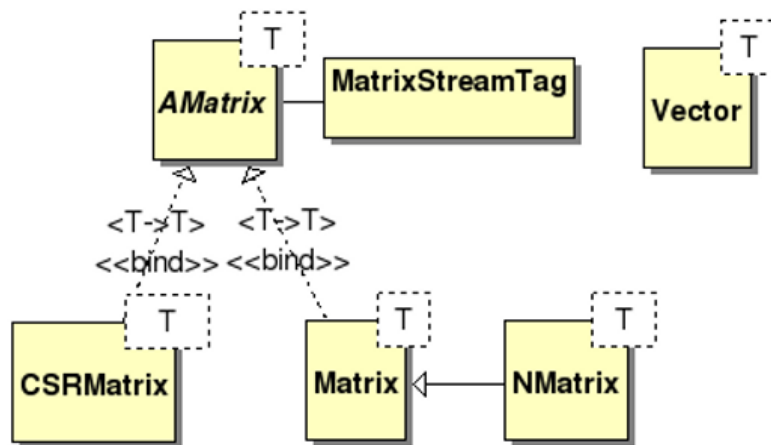 T
AMatrix
MatrixStreamTag
T
Vector
<T->T>
<<bind>>
<T->T>
<<bind>>
T
CSRMatrix
T
Matrix
T
NMatrix